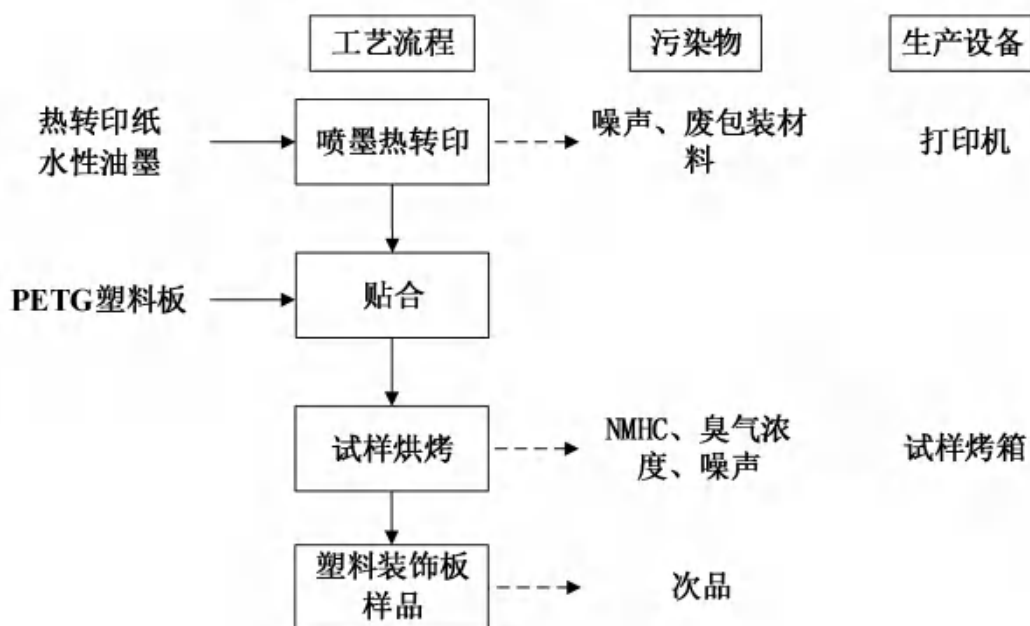 工艺流程
污染物
生产设备
热转印纸
水性油墨
喷墨热转印
噪声、废包装材
料
打印机
PETG塑料板
贴合
试样烘烤
NMHC、臭气浓
度、噪声
试样烤箱
塑料装饰板
样品
次品